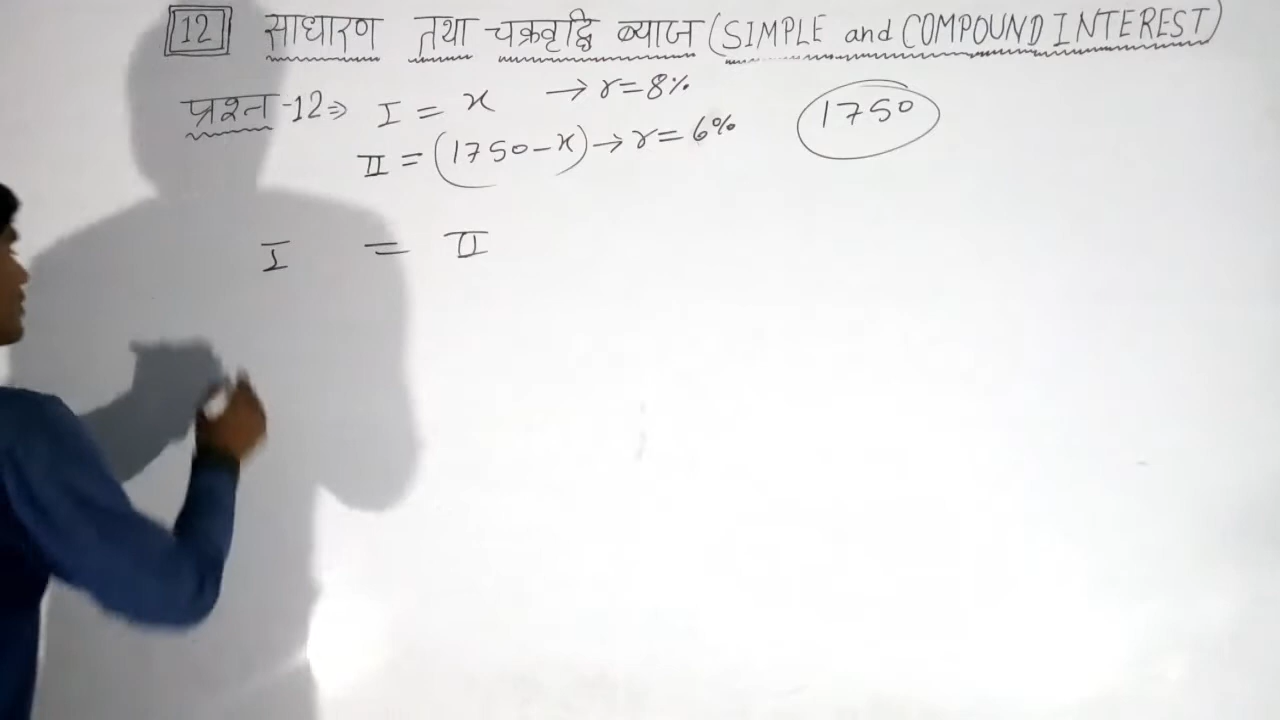 12 साधारण तथा चक्रवृद्धि ब्याज (SIMPLE and COMPOUND INTEREST)
प्रश्न-12⇒ I = x → r=8% 1750
II = (1750-x) → r= 6%
I = II